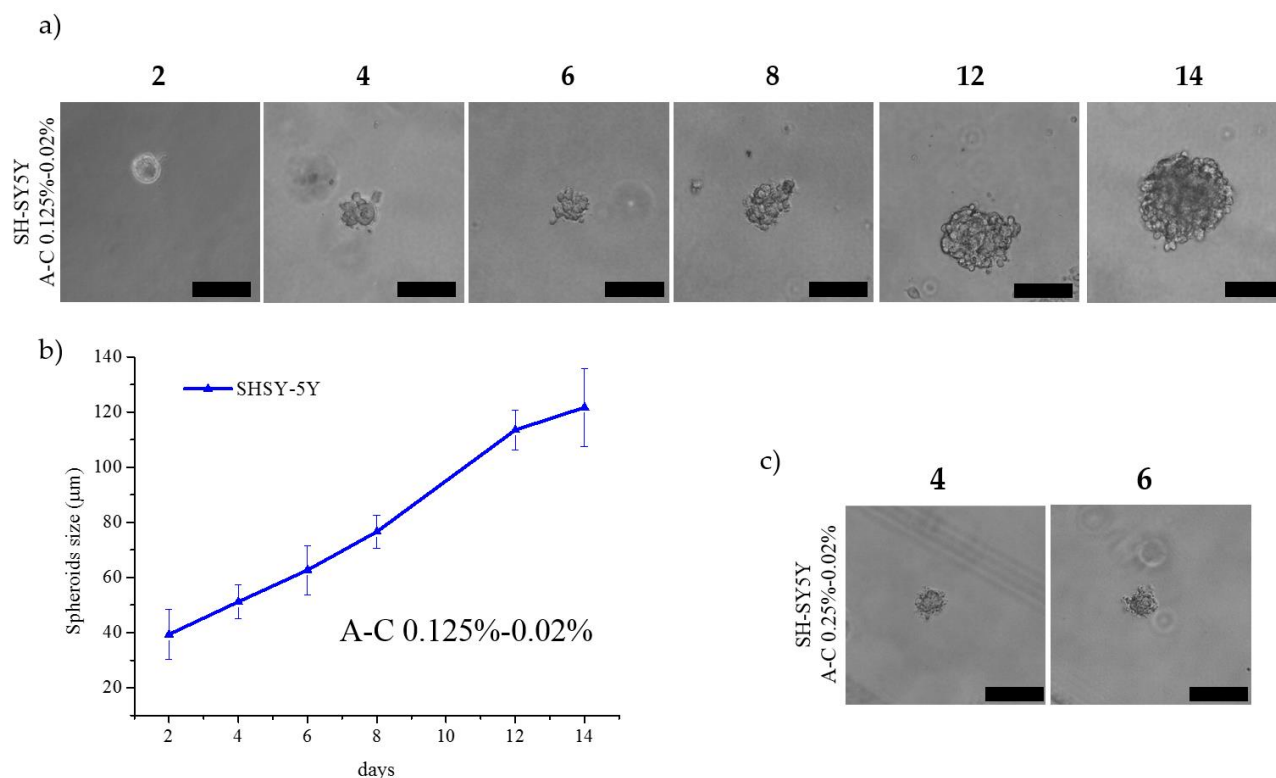 a)
2 4 6 8 12 14
SH-SY5Y
A-C 0.125%-0.02%
b)
140
120
100
80
60
40
20
Spheroids size (µm)
SHSY-5Y
A-C 0.125%-0.02%
2 4 6 8 10 12 14
days
c)
4 6
SH-SY5Y
A-C 0.25%-0.02%